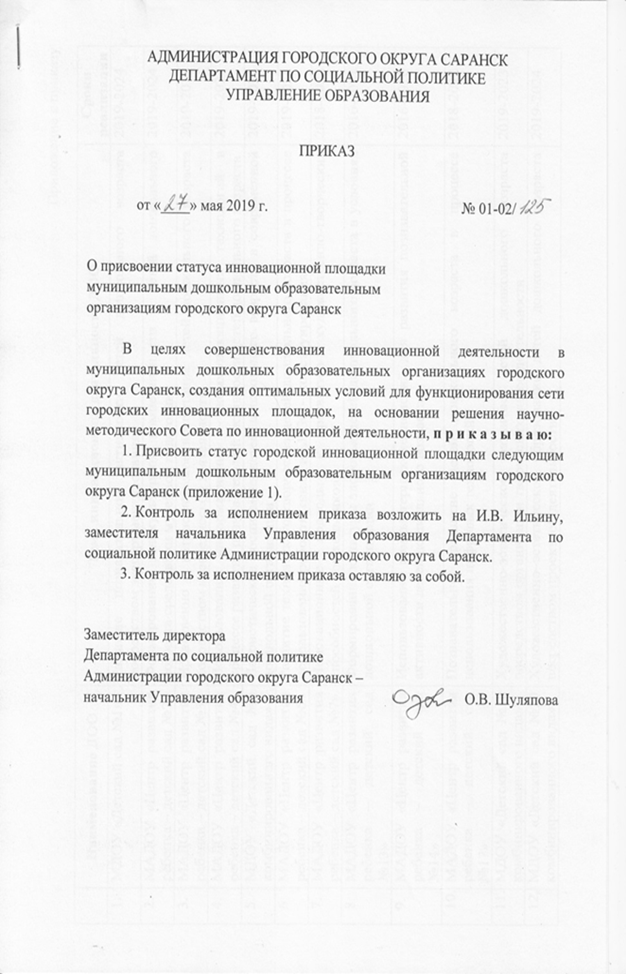 АДМИНИСТРАЦИЯ ГОРОДСКОГО ОКРУГА САРАНСК
ДЕПАРТАМЕНТ ПО СОЦИАЛЬНОЙ ПОЛИТИКЕ
УПРАВЛЕНИЕ ОБРАЗОВАНИЯ
ПРИКАЗ
от «27» мая 2019 г. № 01-02/125
О присвоении статуса инновационной площадки
муниципальным дошкольным образовательным
организациям городского округа Саранск
В целях совершенствования инновационной деятельности в
муниципальных дошкольных образовательных организациях городского
округа Саранск, создания оптимальных условий для функционирования сети
городских инновационных площадок, на основании решения научно-
методического Совета по инновационной деятельности, п р и к а з ы в а ю:
1. Присвоить статус городской инновационной площадки следующим
муниципальным дошкольным образовательным организациям городского
округа Саранск (приложение 1).
2. Контроль за исполнением приказа возложить на И.В. Ильину,
заместителя начальника Управления образования Департамента по
социальной политике Администрации городского округа Саранск.
3. Контроль за исполнением приказа оставляю за собой.
Заместитель директора
Департамента по социальной политике
Администрации городского округа Саранск –
начальник Управления образования О.В. Шуляпова